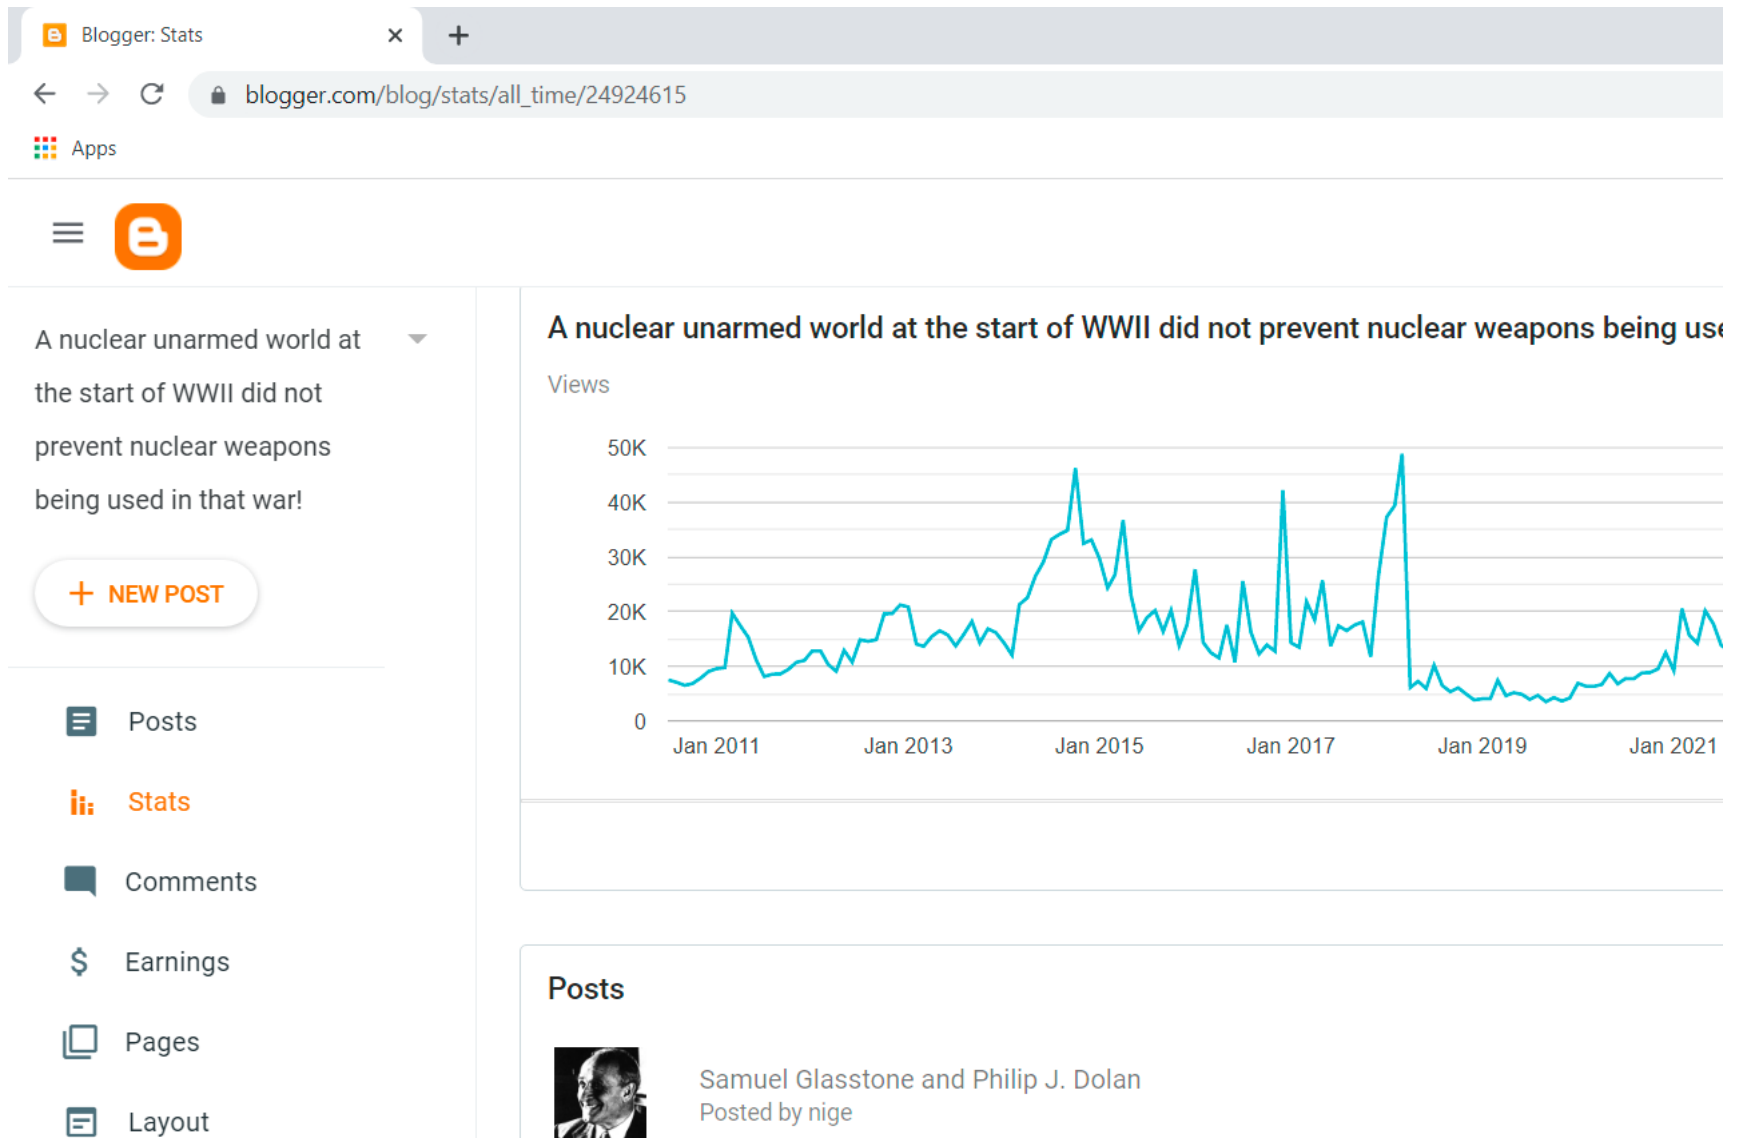 Blogger: Stats
blogger.com/blog/stats/all_time/24924615
Apps
A nuclear unarmed world at
the start of WWII did not
prevent nuclear weapons
being used in that war!
NEW POST
Posts
Stats
Comments
Earnings
Pages
Layout
A nuclear unarmed world at the start of WWII did not prevent nuclear weapons being use
Views
50K
40K
30K
20K
10K
0
Jan 2011 Jan 2013 Jan 2015 Jan 2017 Jan 2019 Jan 2021
Posts
Samuel Glasstone and Philip J. Dolan
Posted by nige